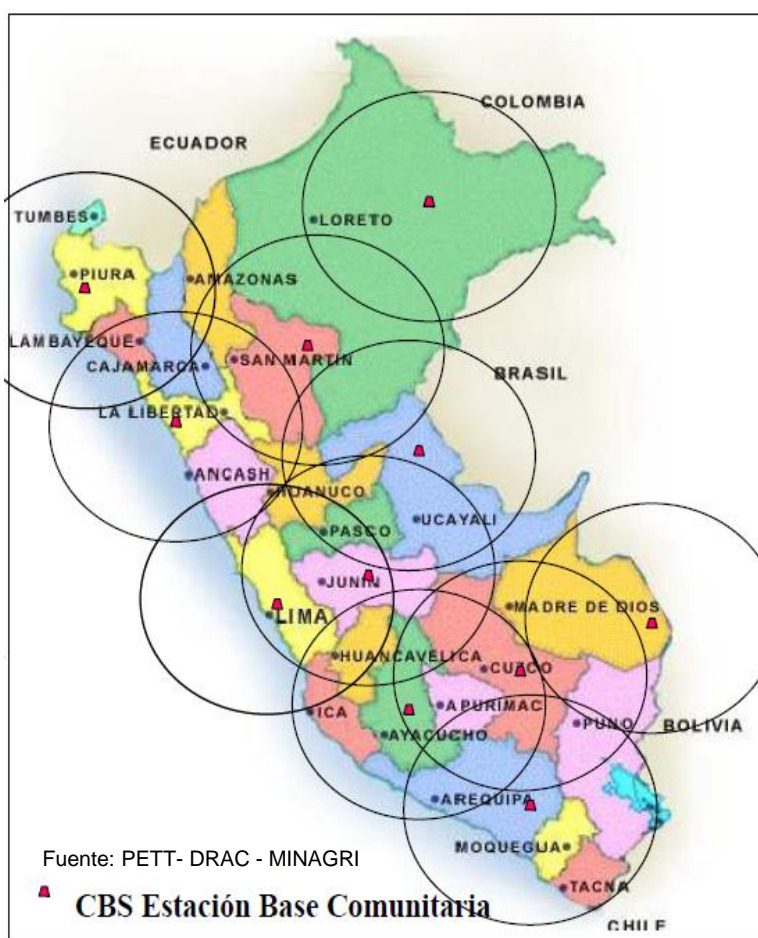 COLOMBIA
ECUADOR
TUMBES
LORETO
PIURA
AMAZONAS
LAMBAYEQUE
SAN MARTIN
CAJAMARCA
BRASIL
LA LIBERTAD
ANCASH
HUANUCO
UCAYALI
PASCO
JUNIN
MADRE DE DIOS
LIMA
HUANCAVELICA
CUZCO
ICA
APURIMAC
PUNO
BOLIVIA
AYACUCHO
AREQUIPA
MOQUEGUA
Fuente: PETT- DRAC - MINAGRI
TACNA
CBS Estación Base Comunitaria
CHILE